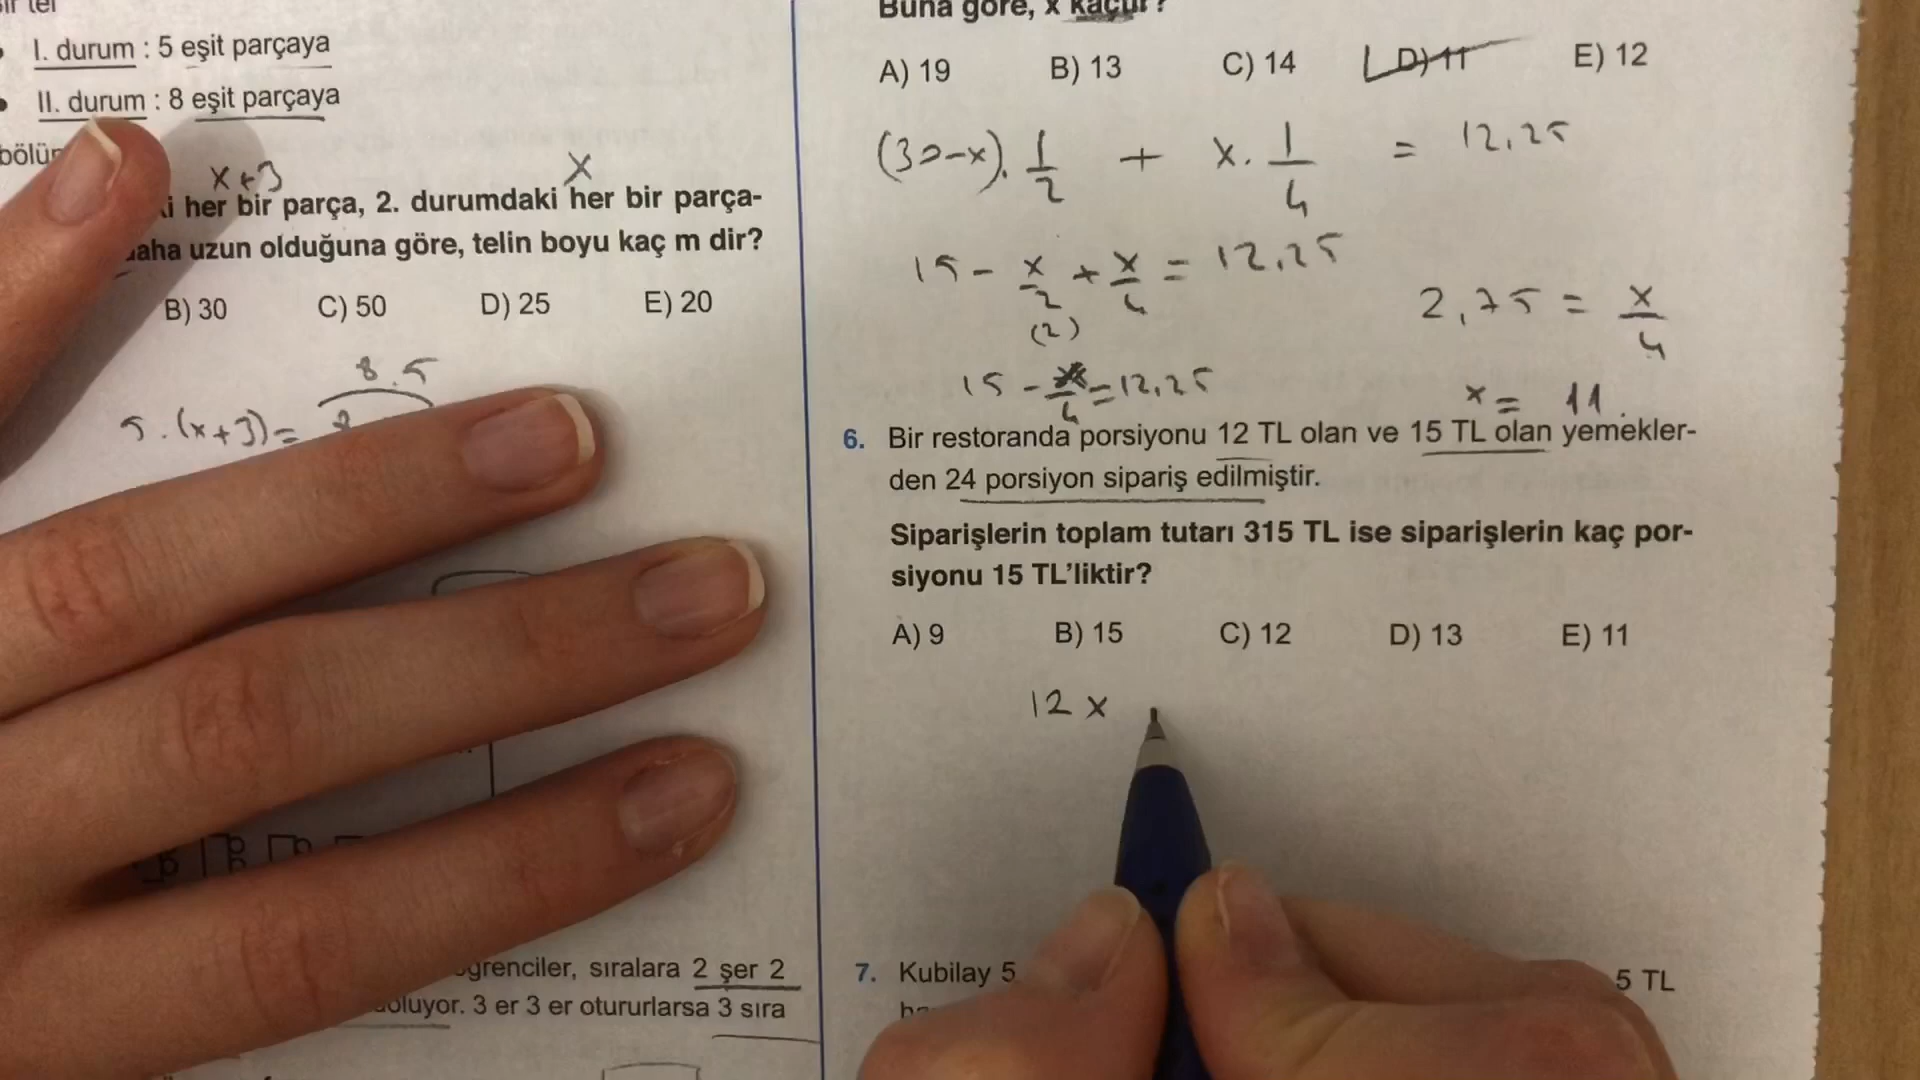 I. durum : 5 eşit parçaya
II. durum : 8 eşit parçaya
x+3 x
her bir parça, 2. durumdaki her bir parça-
uzun olduğuna göre, telin boyu kaç m dir?
B) 30 C) 50 D) 25 E) 20
8.5
5.(x+3)=
sıralara 2 şer 2
3 er 3 er otururlarsa 3 sıra
Buna göre, x kaçtır?
A) 19 B) 13 C) 14 D) 11 E) 12
(30-x).1/2 + x.1/4 = 12,25
15 - x/2 + x/4 = 12,25
(2)
2,75 = x/4
15 - x/4 = 12,25
x = 11
6. Bir restoranda porsiyonu 12 TL olan ve 15 TL olan yemekler-
den 24 porsiyon sipariş edilmiştir.
Siparişlerin toplam tutarı 315 TL ise siparişlerin kaç por-
siyonu 15 TL'liktir?
A) 9 B) 15 C) 12 D) 13 E) 11
12 x
7. Kubilay 5
5 TL